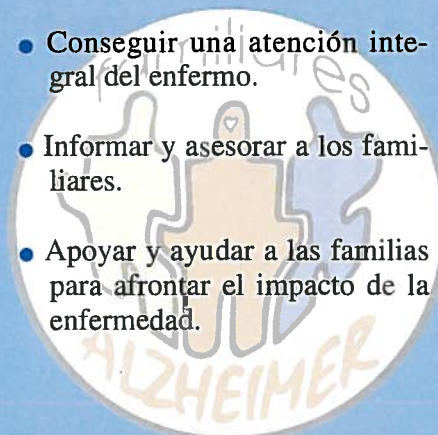 • Conseguir una atención inte-
gral del enfermo.
familiares
• Informar y asesorar a los fami-
liares.
• Apoyar y ayudar a las familias
para afrontar el impacto de la
enfermedad.
ALZHEIMER